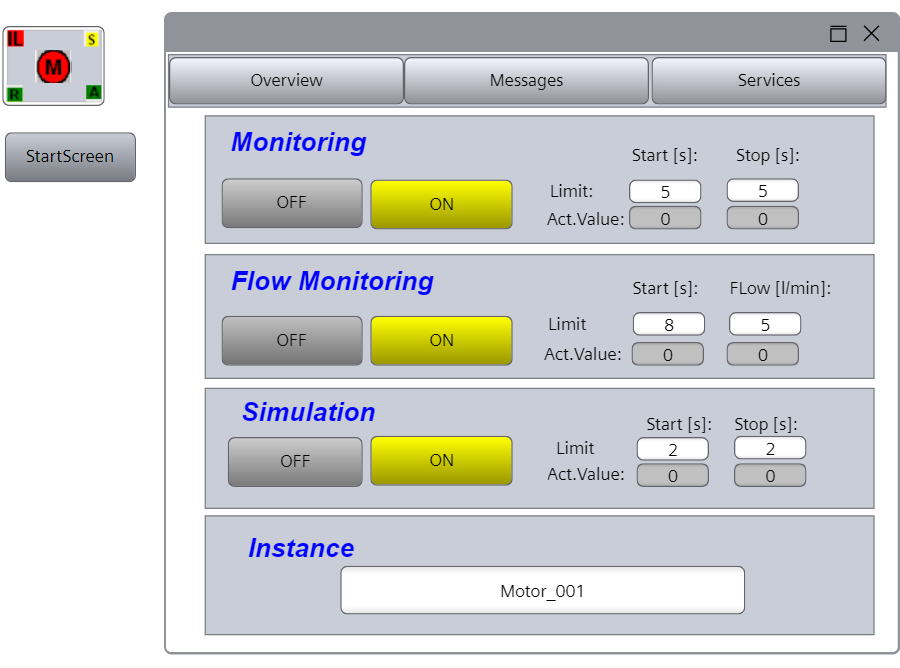 IL S
M
R A
StartScreen
Overview Messages Services
Monitoring
Start [s]: Stop [s]:
OFF ON Limit: 5 5
Act.Value: 0 0
Flow Monitoring
Start [s]: FLow [l/min]:
OFF ON Limit 8 5
Act.Value: 0 0
Simulation
Start [s]: Stop [s]:
OFF ON Limit 2 2
Act.Value: 0 0
Instance
Motor_001